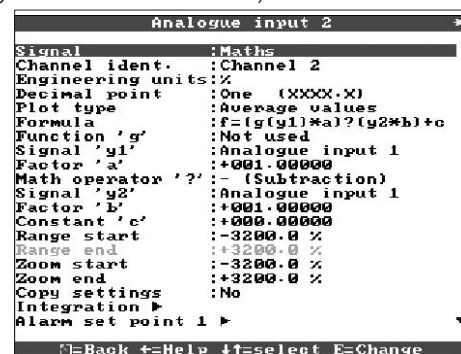 Analogue input 2 *
Signal :Maths
Channel ident. :Channel 2
Engineering units:%
Decimal point :One (XXXX.X)
Plot type :Average values
Formula :f=(g(y1)*a)?(y2*b)+c
Function 'g' :Not used
Signal 'y1' :Analogue input 1
Factor 'a' :+001.00000
Math operator '?':- (Subtraction)
Signal 'y2' :Analogue input 1
Factor 'b' :+001.00000
Constant 'c' :+000.00000
Range start :-3200.0 %
Range end :+3200.0 %
Zoom start :-3200.0 %
Zoom end :+3200.0 %
Copy settings :No
Integration ►
Alarm set point 1 ►
=Back ←=Help ↓↑=select E=Change